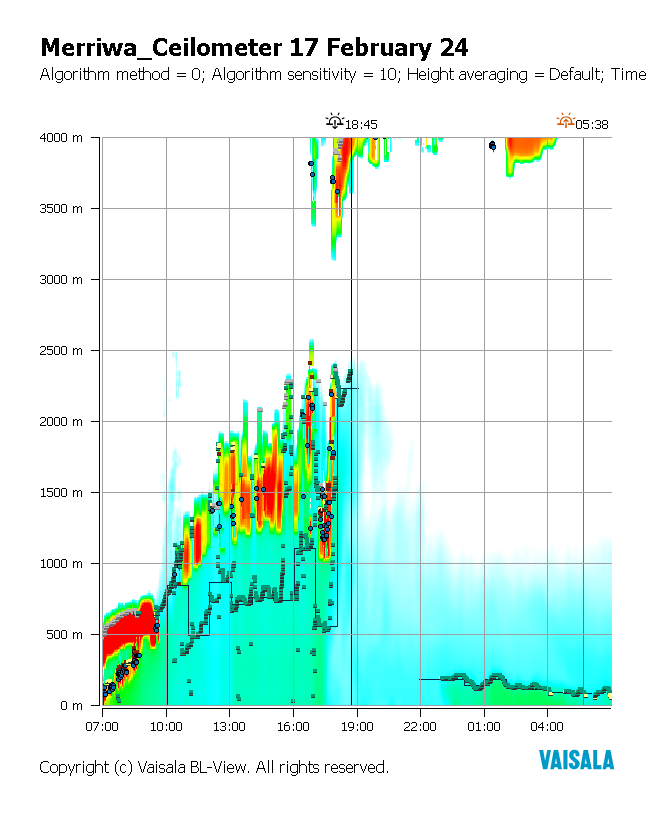 Merriwa_Ceilometer 17 February 24
Algorithm method = 0; Algorithm sensitivity = 10; Height averaging = Default; Time
18:45 05:38
4000 m
3500 m
3000 m
2500 m
2000 m
1500 m
1000 m
500 m
0 m
07:00 10:00 13:00 16:00 19:00 22:00 01:00 04:00
Copyright (c) Vaisala BL-View. All rights reserved.
VAISALA